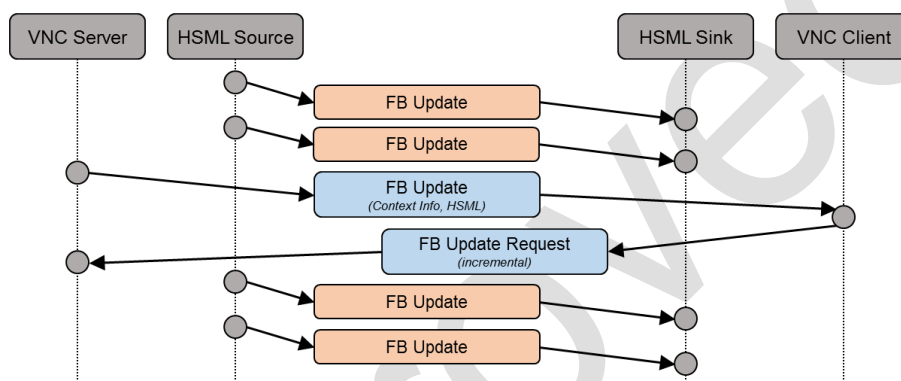 VNC Server
HSML Source
HSML Sink
VNC Client
FB Update
FB Update
FB Update
(Context Info, HSML)
FB Update Request
(incremental)
FB Update
FB Update